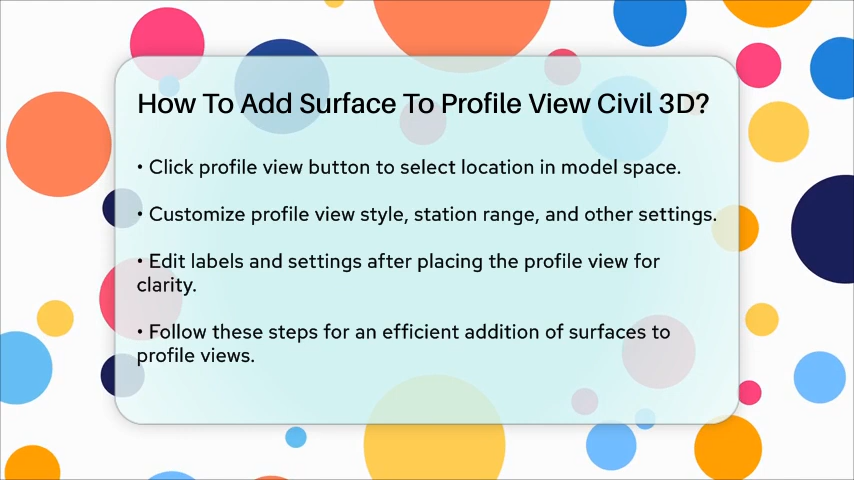 How To Add Surface To Profile View Civil 3D?
• Click profile view button to select location in model space.
• Customize profile view style, station range, and other settings.
• Edit labels and settings after placing the profile view for
clarity.
• Follow these steps for an efficient addition of surfaces to
profile views.